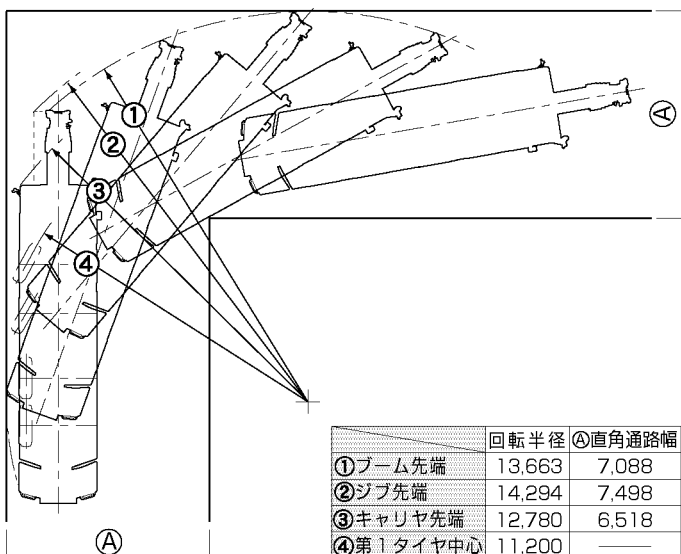 ①
②
③
④
Ⓐ
Ⓐ
回転半径 Ⓐ直角通路幅
①ブーム先端 13,663 7,088
②ジブ先端 14,294 7,498
③キャリヤ先端 12,780 6,518
④第1タイヤ中心 11,200 ——